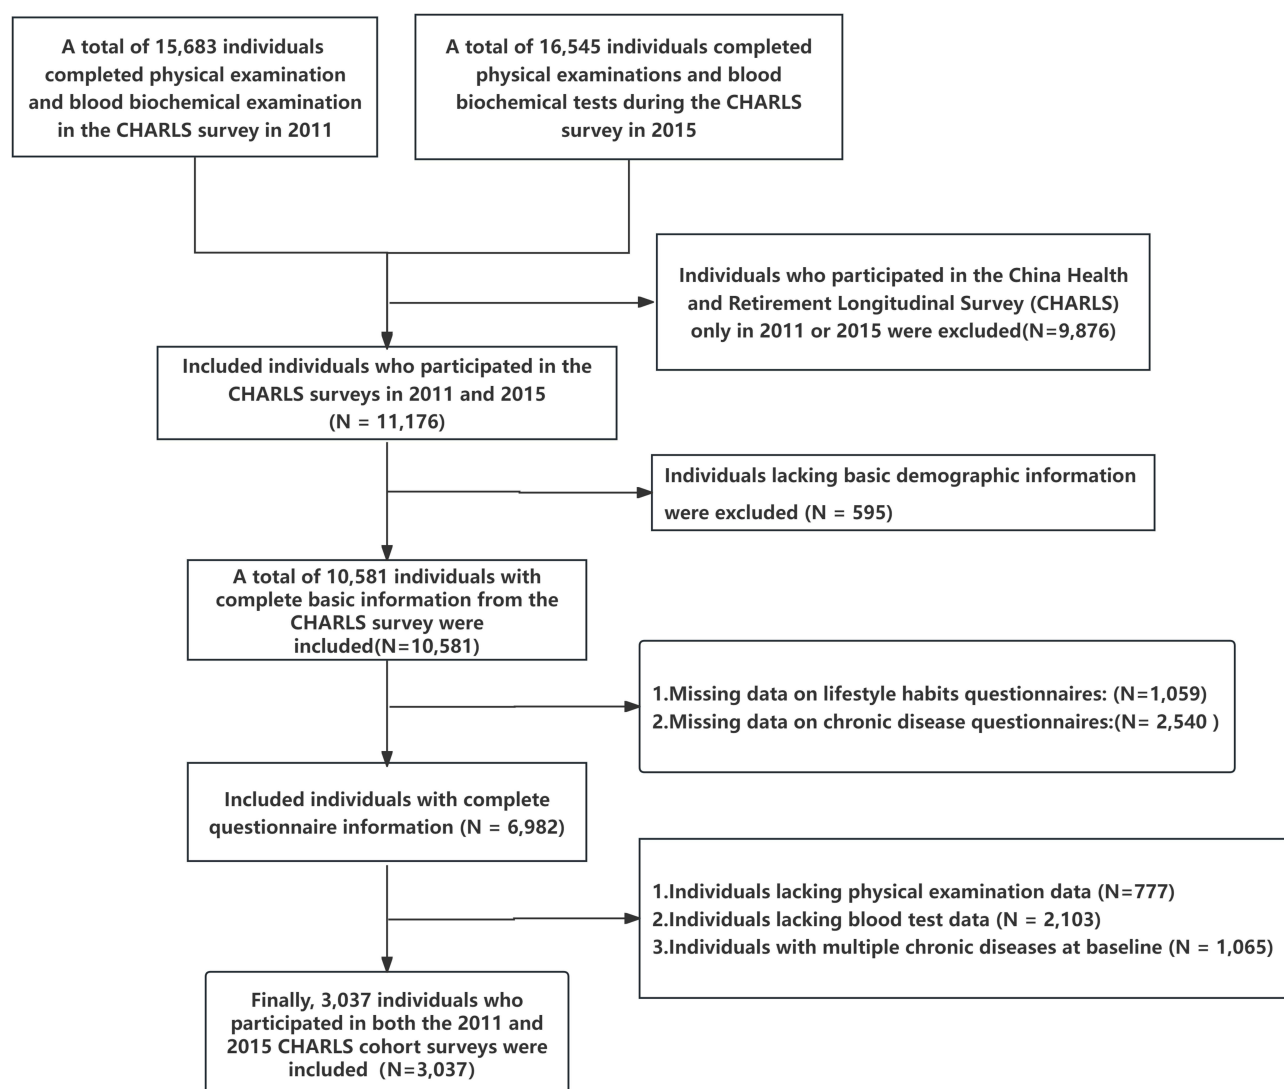 A total of 15,683 individuals
completed physical examination
and blood biochemical examination
in the CHARLS survey in 2011
A total of 16,545 individuals completed
physical examinations and blood
biochemical tests during the CHARLS
survey in 2015
Individuals who participated in the China Health
and Retirement Longitudinal Survey (CHARLS)
only in 2011 or 2015 were excluded(N=9,876)
Included individuals who participated in the
CHARLS surveys in 2011 and 2015
(N = 11,176)
Individuals lacking basic demographic information
were excluded (N = 595)
A total of 10,581 individuals with
complete basic information from the
CHARLS survey were
included(N=10,581)
1.Missing data on lifestyle habits questionnaires: (N=1,059)
2.Missing data on chronic disease questionnaires:(N= 2,540 )
Included individuals with complete
questionnaire information (N = 6,982)
1.Individuals lacking physical examination data (N=777)
2.Individuals lacking blood test data (N = 2,103)
3.Individuals with multiple chronic diseases at baseline (N = 1,065)
Finally, 3,037 individuals who
participated in both the 2011 and
2015 CHARLS cohort surveys were
included  (N=3,037)